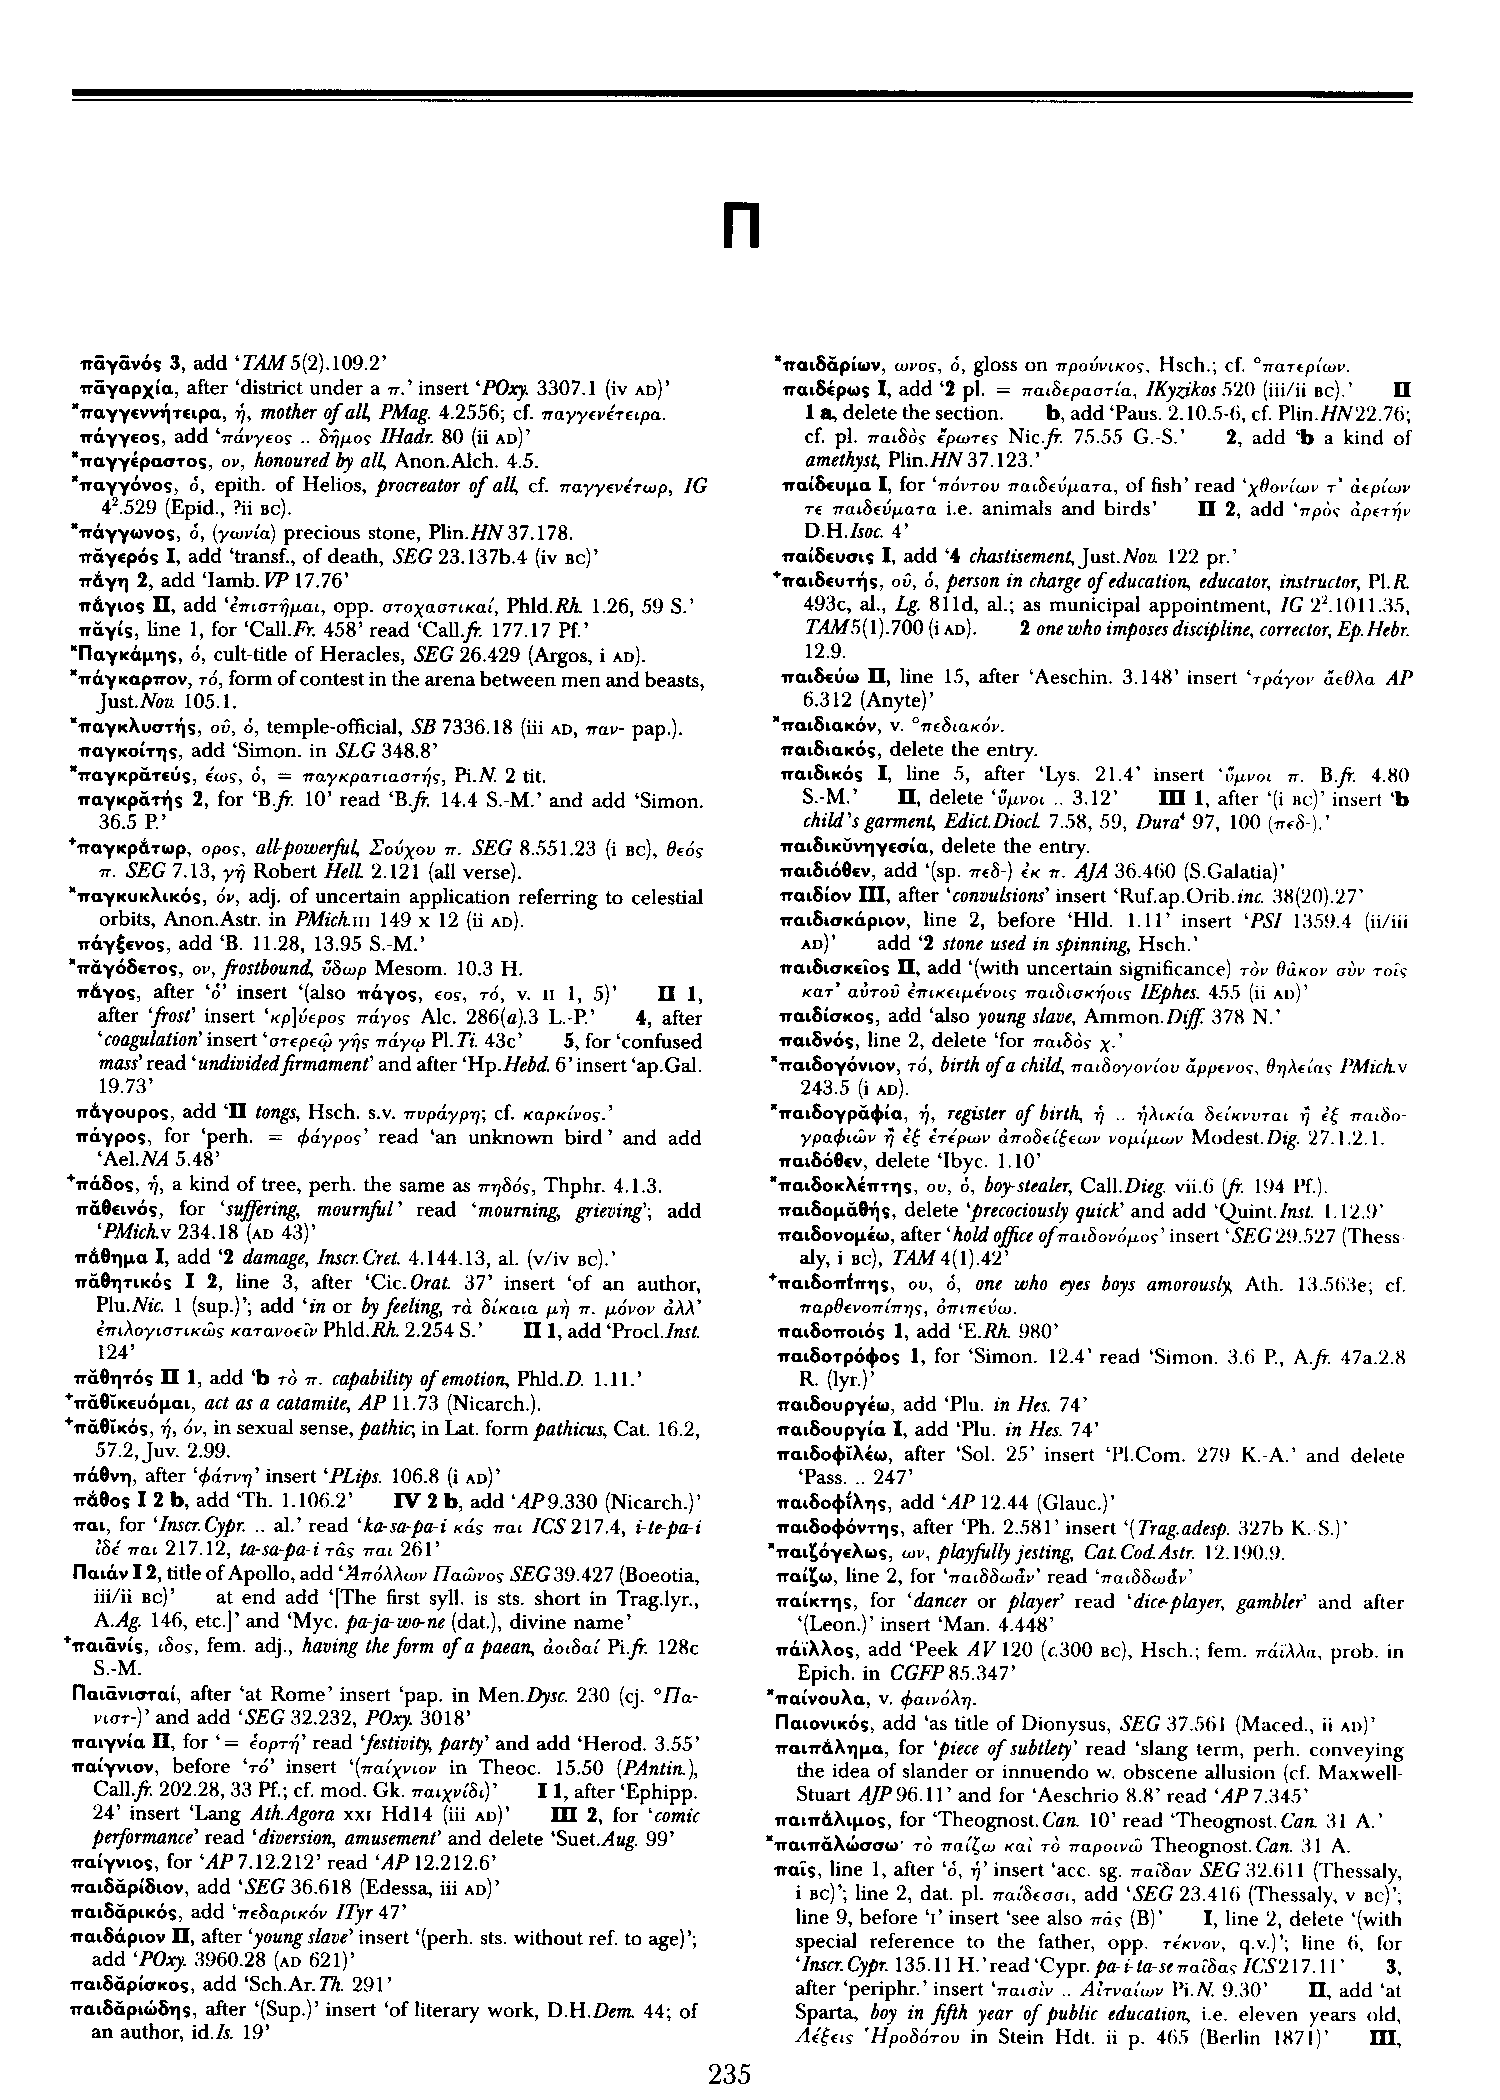 Π
πᾱγᾱνός 3, add ‘TAM 5(2).109.2’
πᾱγαρχία, after ‘district under a π.’ insert ‘POxy. 3307.1 (iv AD)’
*παγγεννήτειρα, ἡ, mother of all, PMag. 4.2556; cf. παγγενέτειρα.
πάγγεος, add ‘πάνγεος .. δῆμος IHadr. 80 (ii AD)’
*παγγέραστος, ον, honoured by all, Anon.Alch. 4.5.
*παγγόνος, ὁ, epith. of Helios, procreator of all, cf. παγγενέτωρ, IG
4².529 (Epid., ?ii BC).
*πάγγωνος, ὁ, (γωνία) precious stone, Plin.HN 37.178.
πᾰγερός I, add ‘transf., of death, SEG 23.137b.4 (iv BC)’
πάγη 2, add ‘Iamb.VP 17.76’
πάγιος II, add ‘ἐπιστῆμαι, opp. στοχαστικαί, Phld.Rh. 1.26, 59 S.’
πᾰγίς, line 1, for ‘Call.Fr. 458’ read ‘Call.fr. 177.17 Pf.’
*Παγκάμης, ὁ, cult-title of Heracles, SEG 26.429 (Argos, i AD).
*πάγκαρπον, τό, form of contest in the arena between men and beasts,
Just.Nov. 105.1.
*παγκλυστής, οῦ, ὁ, temple-official, SB 7336.18 (iii AD, παν- pap.).
παγκοίτης, add ‘Simon. in SLG 348.8’
*παγκρᾰτεύς, έως, ὁ, = παγκρατιαστής, Pi.N. 2 tit.
παγκρᾰτής 2, for ‘B.fr. 10’ read ‘B.fr. 14.4 S.-M.’ and add ‘Simon.
36.5 P.’
⁺παγκράτωρ, ορος, all-powerful, Σούχου π. SEG 8.551.23 (i BC), θεός
π. SEG 7.13, γῆ Robert Hell. 2.121 (all verse).
*παγκυκλικός, όν, adj. of uncertain application referring to celestial
orbits, Anon.Astr. in PMich.III 149 x 12 (ii AD).
πάγξενος, add ‘B. 11.28, 13.95 S.-M.’
*πᾰγόδετος, ον, frostbound, ὕδωρ Mesom. 10.3 H.
πάγος, after ‘ὁ’ insert ‘(also πάγος, εος, τό, v. II 1, 5)’ II 1,
after ‘frost’ insert ‘κρ]ύερος πάγος Alc. 286(a).3 L.-P.’ 4, after
‘coagulation’ insert ‘στερεῷ γῆς πάγῳ Pl.Ti. 43c’ 5, for ‘confused
mass’ read ‘undivided firmament’ and after ‘Hp.Hebd. 6’ insert ‘ap.Gal.
19.73’
πάγουρος, add ‘II tongs, Hsch. s.v. πυράγρη; cf. καρκίνος.’
πάγρος, for ‘perh. = φάγρος’ read ‘an unknown bird’ and add
‘Ael.NA 5.48’
⁺πάδος, ἡ, a kind of tree, perh. the same as πηδός, Thphr. 4.1.3.
πᾰθεινός, for ‘suffering, mournful’ read ‘mourning, grieving’; add
‘PMich.v 234.18 (AD 43)’
πάθημα I, add ‘2 damage, Inscr.Cret. 4.144.13, al. (v/iv BC).’
πᾰθητικός I 2, line 3, after ‘Cic.Orat. 37’ insert ‘of an author,
Plu.Nic. 1 (sup.)’; add ‘in or by feeling, τὰ δίκαια μὴ π. μόνον ἀλλ’
ἐπιλογιστικῶς κατανοεῖν Phld.Rh. 2.254 S.’ II 1, add ‘Procl.Inst.
124’
πᾰθητός II 1, add ‘b τὸ π. capability of emotion, Phld.D. 1.11.’
⁺πᾰθῐκευόμαι, act as a catamite, AP 11.73 (Nicarch.).
⁺πᾰθῐκός, ή, όν, in sexual sense, pathic; in Lat. form pathicus, Cat. 16.2,
57.2, Juv. 2.99.
πάθνη, after ‘φάτνη’ insert ‘PLips. 106.8 (i AD)’
πάθος I 2 b, add ‘Th. 1.106.2’ IV 2 b, add ‘AP 9.330 (Nicarch.)’
παι, for ‘Inscr.Cypr. .. al.’ read ‘ka-sa-pa-i κάς παι ICS 217.4, i-te-pa-i
ἰδέ παι 217.12, ta-sa-pa-i τᾶς παι 261’
Παιάν I 2, title of Apollo, add ‘Ἀπόλλων Παῶνος SEG 39.427 (Boeotia,
iii/ii BC)’ at end add ‘[The first syll. is sts. short in Trag.lyr.,
A.Ag. 146, etc.]’ and ‘Myc. pa-ja-wo-ne (dat.), divine name’
⁺παιᾱνίς, ιδος, fem. adj., having the form of a paean, ἀοιδαί Pi.fr. 128c
S.-M.
Παιᾱνισταί, after ‘at Rome’ insert ‘pap. in Men.Dysc. 230 (cj. °Πα-
νιστ-)’ and add ‘SEG 32.232, POxy. 3018’
παιγνία II, for ‘= ἑορτή’ read ‘festivity, party’ and add ‘Herod. 3.55’
παίγνιον, before ‘τό’ insert ‘(παίχνιον in Theoc. 15.50 (PAntin.),
Call.fr. 202.28, 33 Pf.; cf. mod. Gk. παιχνίδι)’ I 1, after ‘Ephipp.
24’ insert ‘Lang Ath.Agora XXI Hd14 (iii AD)’ III 2, for ‘comic
performance’ read ‘diversion, amusement’ and delete ‘Suet.Aug. 99’
παίγνιος, for ‘AP 7.12.212’ read ‘AP 12.212.6’
παιδᾰρίδιον, add ‘SEG 36.618 (Edessa, iii AD)’
παιδᾰρικός, add ‘πεδαρικόν ITyr 47’
παιδάριον II, after ‘young slave’ insert ‘(perh. sts. without ref. to age)’;
add ‘POxy. 3960.28 (AD 621)’
παιδᾰρίσκος, add ‘Sch.Ar.Th. 291’
παιδᾰριώδης, after ‘(Sup.)’ insert ‘of literary work, D.H.Dem. 44; of
an author, id.Is. 19’
*παιδᾰρίων, ωνος, ὁ, gloss on προύνικος, Hsch.; cf. °πατερίων.
παιδέρως I, add ‘2 pl. = παιδεραστία, IKyzikos 520 (iii/ii BC).’ II
1 a, delete the section. b, add ‘Paus. 2.10.5-6, cf. Plin.HN 22.76;
cf. pl. παιδὸς ἔρωτες Nic.fr. 75.55 G.-S.’ 2, add ‘b a kind of
amethyst, Plin.HN 37.123.’
παίδευμα I, for ‘πόντου παιδεύματα, of fish’ read ‘χθονίων τ’ ἀερίων
τε παιδεύματα i.e. animals and birds’ II 2, add ‘πρὸς ἀρετήν
D.H.Isoc. 4’
παίδευσις I, add ‘4 chastisement, Just.Nov. 122 pr.’
⁺παιδευτής, οῦ, ὁ, person in charge of education, educator, instructor, Pl.R.
493c, al., Lg. 811d, al.; as municipal appointment, IG 2².1011.35,
TAM 5(1).700 (i AD). 2 one who imposes discipline, corrector, Ep.Hebr.
12.9.
παιδεύω II, line 15, after ‘Aeschin. 3.148’ insert ‘τράγον ἄεθλα AP
6.312 (Anyte)’
*παιδιακόν, v. °πεδιακόν.
παιδιακός, delete the entry.
παιδικός I, line 5, after ‘Lys. 21.4’ insert ‘ὕμνοι π. B.fr. 4.80
S.-M.’ II, delete ‘ὕμνοι .. 3.12’ III 1, after ‘(i BC)’ insert ‘b
child’s garment, Edict.Diocl. 7.58, 59, Dura⁴ 97, 100 (πεδ-).’
παιδικῠνηγεσία, delete the entry.
παιδιόθεν, add ‘(sp. πεδ-) ἐκ π. AJA 36.460 (S.Galatia)’
παιδίον III, after ‘convulsions’ insert ‘Ruf.ap.Orib.inc. 38(20).27’
παιδισκάριον, line 2, before ‘Hld. 1.11’ insert ‘PSI 1359.4 (ii/iii
AD)’ add ‘2 stone used in spinning, Hsch.’
παιδισκεῖος II, add ‘(with uncertain significance) τὸν θᾶκον σὺν τοῖς
κατ’ αὐτοῦ ἐπικειμένοις παιδισκήοις IEphes. 455 (ii AD)’
παιδίσκος, add ‘also young slave, Ammon.Diff. 378 N.’
παιδνός, line 2, delete ‘for παιδὸς χ.’
*παιδογόνιον, τό, birth of a child, παιδογονίου ἄρρενος, θηλείας PMich.v
243.5 (i AD).
*παιδογρᾰφία, ἡ, register of birth, ἡ .. ἡλικία δείκνυται ἢ ἐξ παιδο-
γραφιῶν ἢ ἐξ ἑτέρων ἀποδείξεων νομίμων Modest.Dig. 27.1.2.1.
παιδόθεν, delete ‘Ibyc. 1.10’
*παιδοκλέπτης, ου, ὁ, boy-stealer, Call.Dieg. vii.6 (fr. 194 Pf.).
παιδομᾰθής, delete ‘precociously quick’ and add ‘Quint.Inst. 1.12.9’
παιδονομέω, after ‘hold office of παιδονόμος’ insert ‘SEG 29.527 (Thess-
aly, i BC), TAM 4(1).42’
⁺παιδοπίπης, ου, ὁ, one who eyes boys amorously, Ath. 13.563e; cf.
παρθενοπίπης, ὀπιπεύω.
παιδοποιός 1, add ‘E.Rh. 980’
παιδοτρόφος 1, for ‘Simon. 12.4’ read ‘Simon. 3.6 P., A.fr. 47a.2.8
R. (lyr.)’
παιδουργέω, add ‘Plu. in Hes. 74’
παιδουργία I, add ‘Plu. in Hes. 74’
παιδοφῐλέω, after ‘Sol. 25’ insert ‘Pl.Com. 279 K.-A.’ and delete
‘Pass. .. 247’
παιδοφίλης, add ‘AP 12.44 (Glauc.)’
παιδοφόντης, after ‘Ph. 2.581’ insert ‘(Trag.adesp. 327b K. S.)’
*παιζόγελως, ων, playfully jesting, Cat.Cod.Astr. 12.190.9.
παίζω, line 2, for ‘παιδδωἄν’ read ‘παιδδωἅν’
παίκτης, for ‘dancer or player’ read ‘dice-player, gambler’ and after
‘(Leon.)’ insert ‘Man. 4.448’
πάϊλλος, add ‘Peek AV 120 (c.300 BC), Hsch.; fem. πάϊλλα, prob. in
Epich. in CGFP 85.347’
*παίνουλα, v. φαινόλη.
Παιονικός, add ‘as title of Dionysus, SEG 37.561 (Maced., ii AD)’
παιπάλημα, for ‘piece of subtlety’ read ‘slang term, perh. conveying
the idea of slander or innuendo w. obscene allusion (cf. Maxwell-
Stuart AJP 96.11’ and for ‘Aeschrio 8.8’ read ‘AP 7.345’
παιπάλιμος, for ‘Theognost.Can. 10’ read ‘Theognost.Can. 31 A.’
*παιπᾰλώσσω· τὸ παίζω καὶ τὸ παροινῶ Theognost.Can. 31 A.
παῖς, line 1, after ‘ὁ, ἡ’ insert ‘acc. sg. παῖδαν SEG 32.611 (Thessaly,
i BC)’; line 2, dat. pl. παίδεσσι, add ‘SEG 23.416 (Thessaly, v BC)’;
line 9, before ‘I’ insert ‘see also πᾶς (B)’ I, line 2, delete ‘(with
special reference to the father, opp. τέκνον, q.v.)’; line 6, for
‘Inscr.Cypr. 135.11 H.’ read ‘Cypr. pa-i-ta-se παῖδας ICS 217.11’ 3,
after ‘periphr.’ insert ‘παισὶν .. Αἰτναίων Pi.N. 9.30’ II, add ‘at
Sparta, boy in fifth year of public education, i.e. eleven years old,
Λέξεις Ἡροδότου in Stein Hdt. ii p. 465 (Berlin 1871)’ III,
235